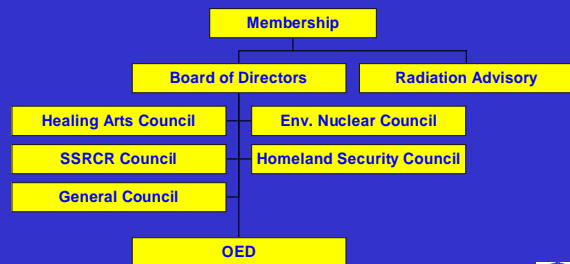 Membership
Board of Directors
Radiation Advisory
Healing Arts Council
Env. Nuclear Council
SSRCR Council
Homeland Security Council
General Council
OED